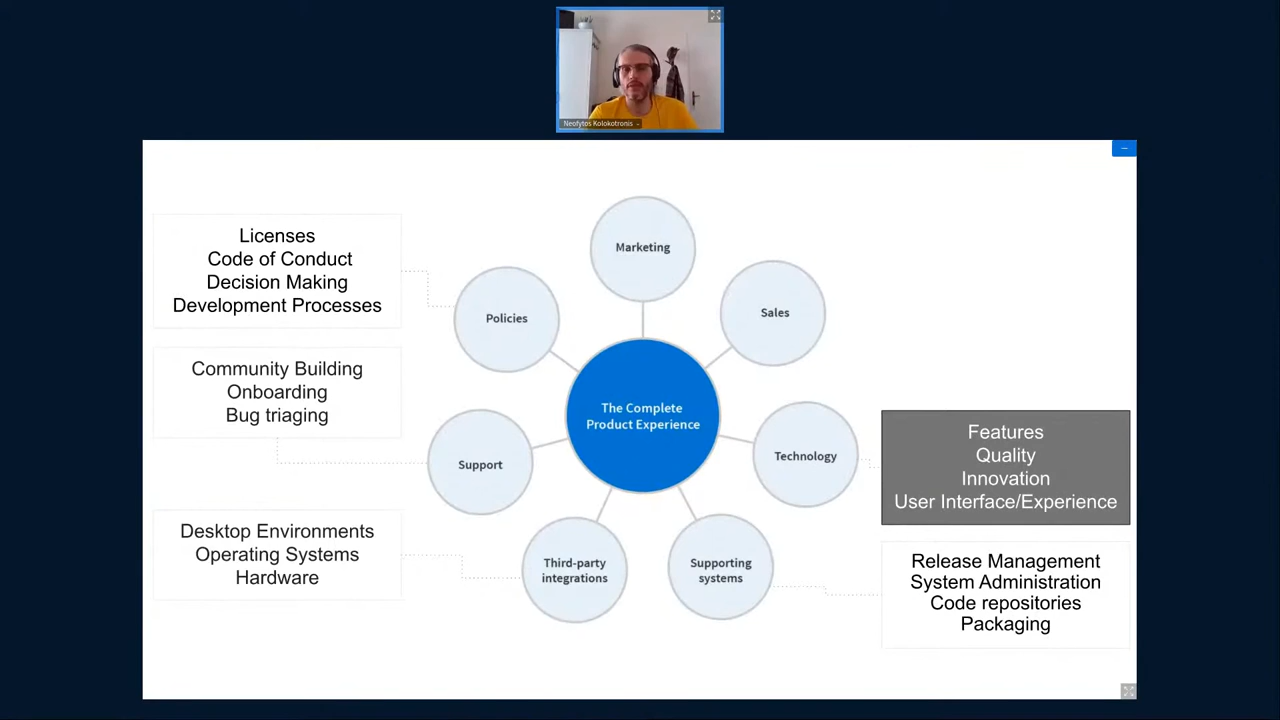 Neofytos Kolokotronis
Licenses
Code of Conduct
Decision Making
Development Processes
Community Building
Onboarding
Bug triaging
Desktop Environments
Operating Systems
Hardware
Marketing
Policies
Sales
The Complete
Product Experience
Support
Technology
Third-party
integrations
Supporting
systems
Features
Quality
Innovation
User Interface/Experience
Release Management
System Administration
Code repositories
Packaging